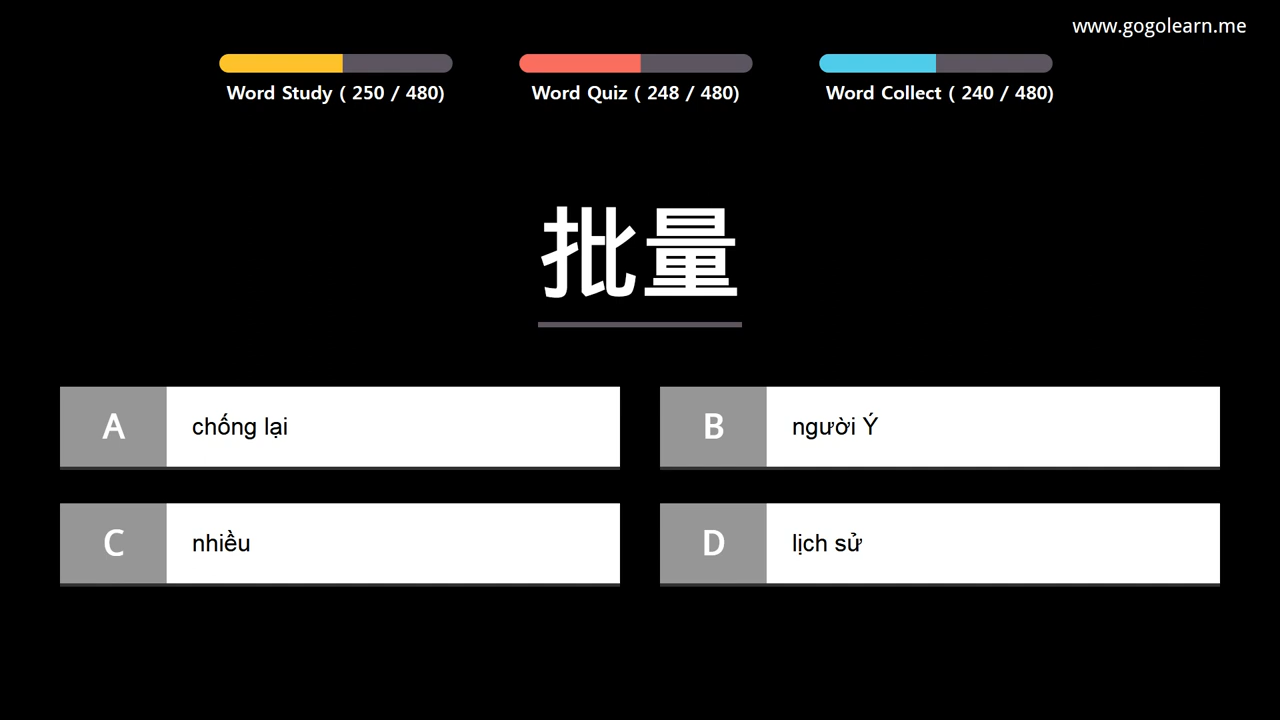 www.gogolearn.me
Word Study ( 250 / 480)
Word Quiz ( 248 / 480)
Word Collect ( 240 / 480)
批量
A chống lại
B người Ý
C nhiều
D lịch sử